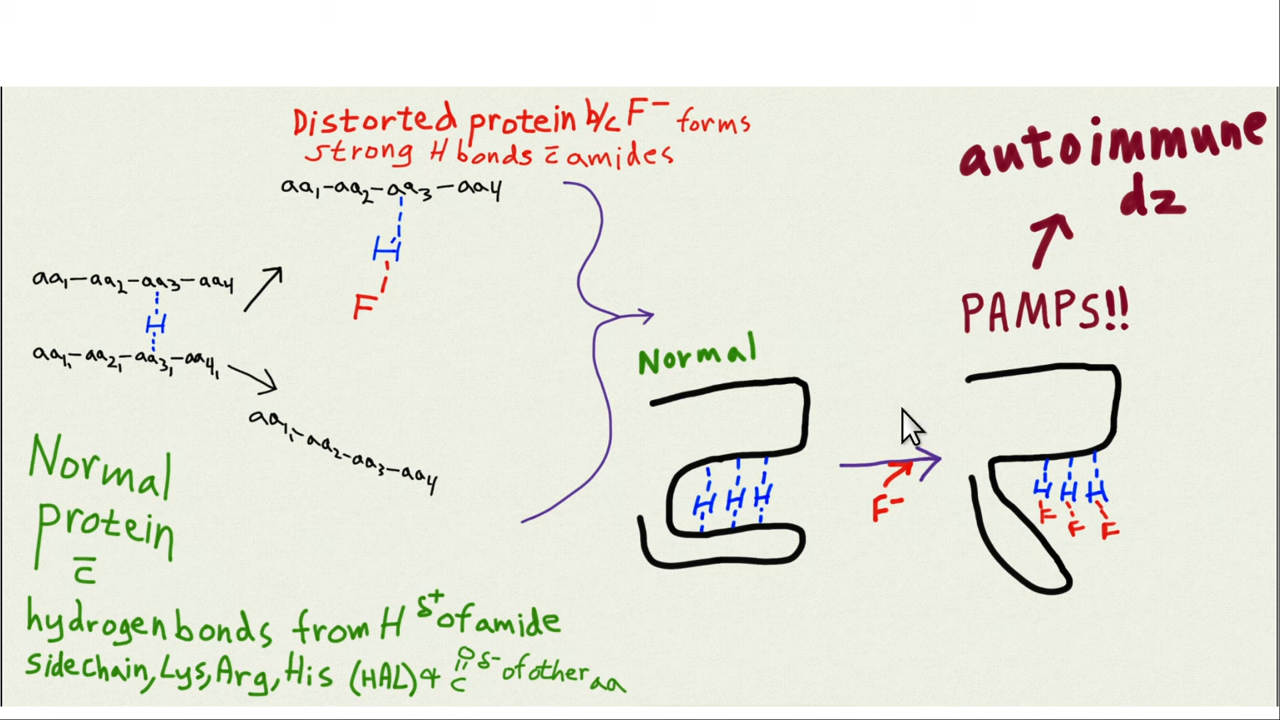 Distorted protein b/c F⁻ forms
strong H bonds c̄ amides
aa₁-aa₂-aa₃-aa4
H
F
aa₁-aa₂-aa₃-aa4
H
aa₁,-aa₂,-aa₃,-aa4,
aa₁,-aa₂-aa₃-aa4
Normal
protein
c̄
hydrogen bonds from H δ⁺ of amide
sidechain, Lys, Arg, His (HAL) & O δ⁻ of other aa
C
Normal
H H H
F⁻
autoimmune
dz
PAMPS!!
H H H
F F F